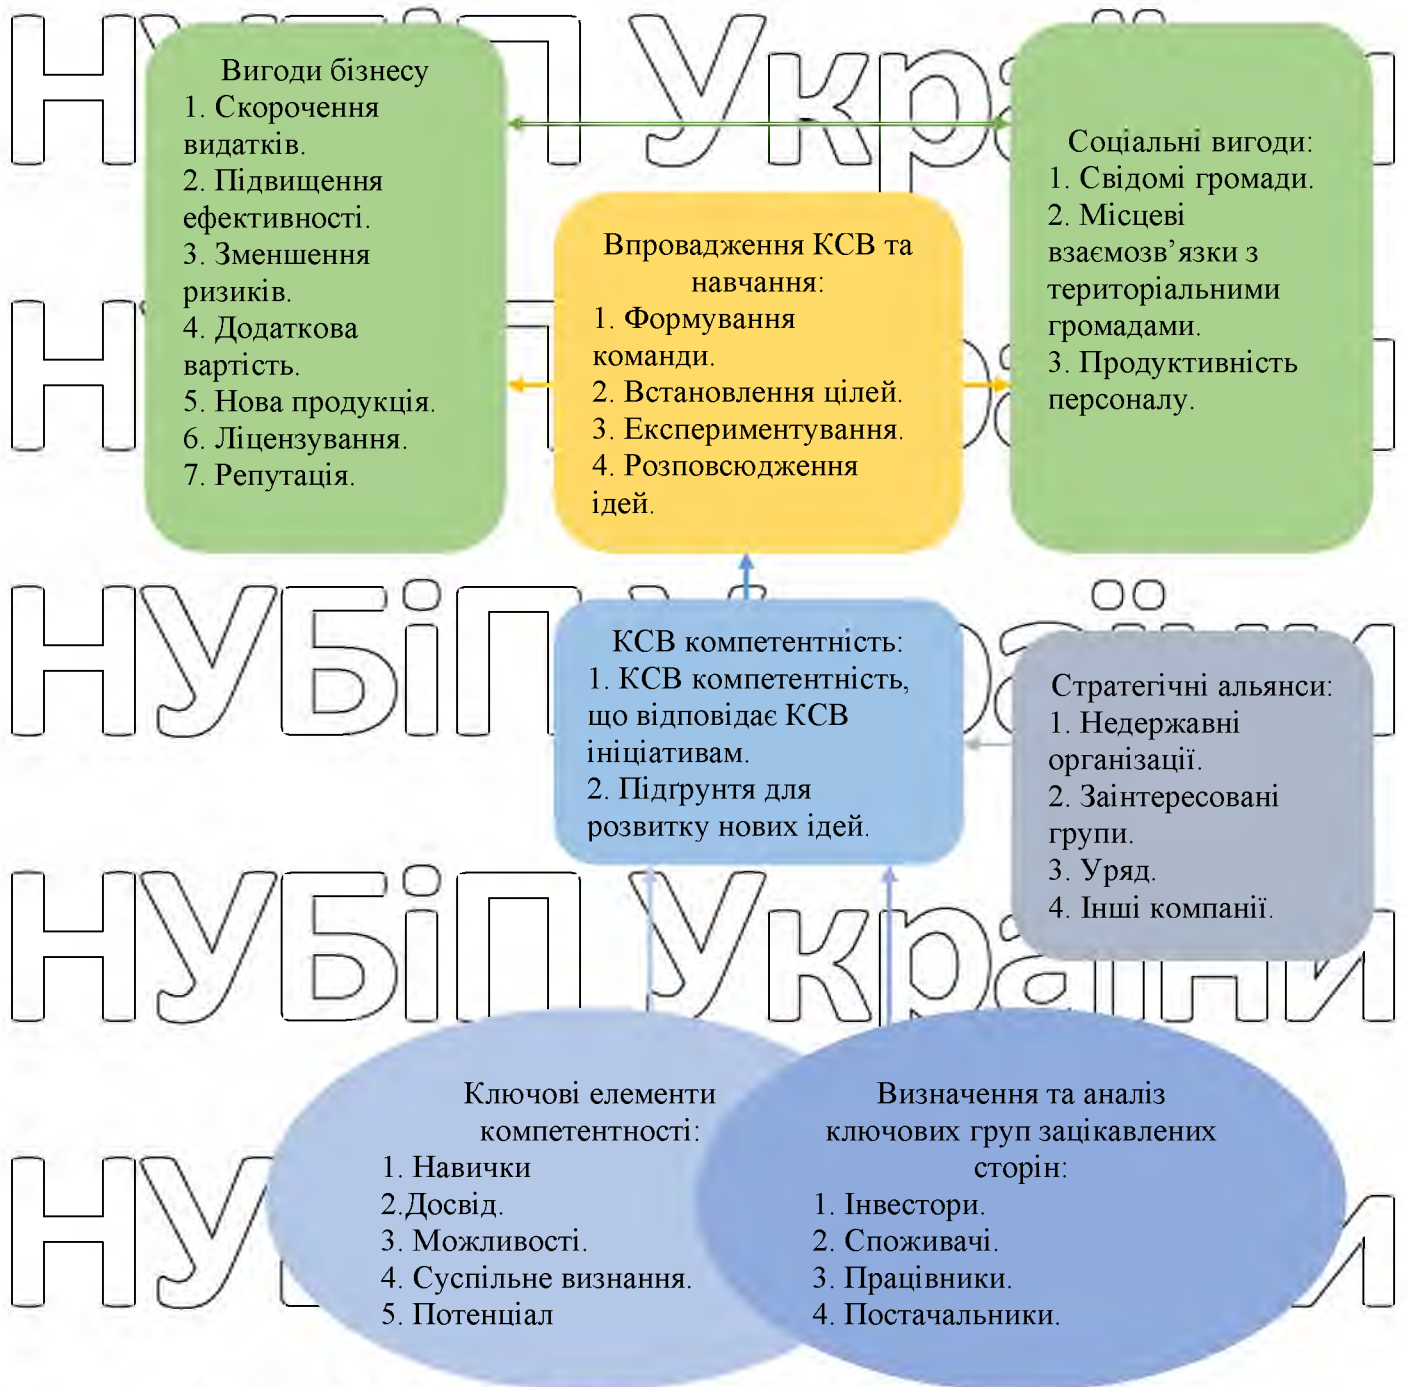 НУБіП України
Вигоди бізнесу
1. Скорочення
видатків.
2. Підвищення
ефективності.
3. Зменшення
ризиків.
4. Додаткова
вартість.
5. Нова продукція.
6. Ліцензування.
7. Репутація.
Соціальні вигоди:
1. Свідомі громади.
2. Місцеві
взаємозв’язки з
територіальними
громадами.
3. Продуктивність
персоналу.
Впровадження КСВ та
навчання:
1. Формування
команди.
2. Встановлення цілей.
3. Експериментування.
4. Розповсюдження
ідей.
НУБіП України
КСВ компетентність:
1. КСВ компетентність,
що відповідає КСВ
ініціативам.
2. Підґрунтя для
розвитку нових ідей.
Стратегічні альянси:
1. Недержавні
організації.
2. Заінтересовані
групи.
3. Уряд.
4. Інші компанії.
НУБіП України
Ключові елементи
компетентності:
1. Навички
2.Досвід.
3. Можливості.
4. Суспільне визнання.
5. Потенціал
Визначення та аналіз
ключових груп зацікавлених
сторін:
1. Інвестори.
2. Споживачі.
3. Працівники.
4. Постачальники.